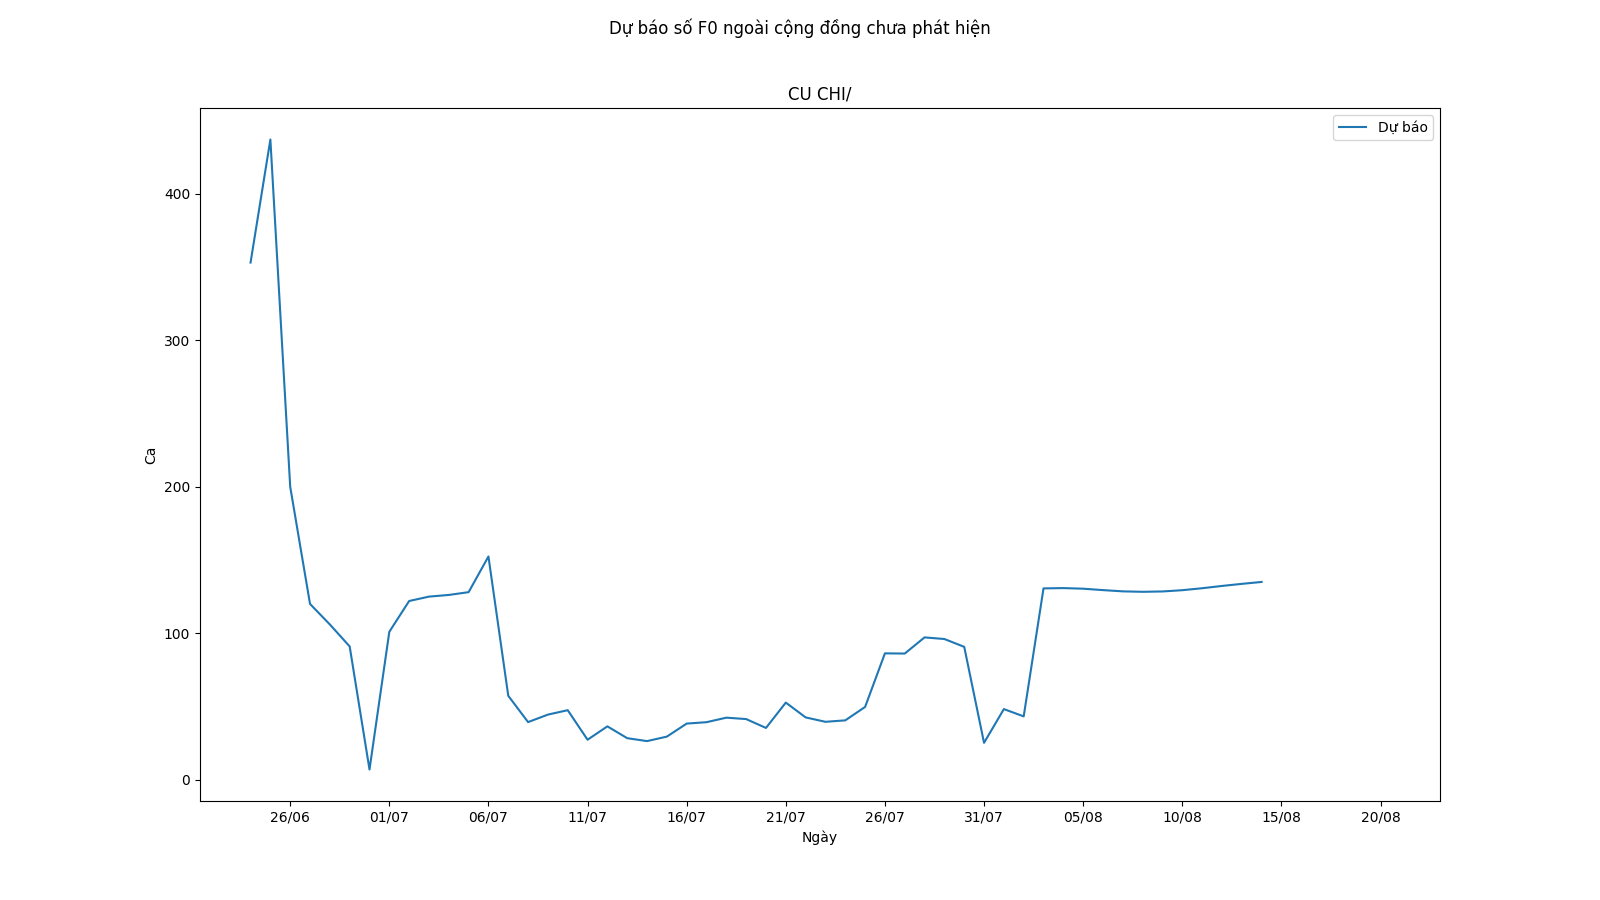 Dự báo số F0 ngoài cộng đồng chưa phát hiện
CU CHI/
Dự báo
400
300
200
100
0
Ca
26/06 01/07 06/07 11/07 16/07 21/07 26/07 31/07 05/08 10/08 15/08 20/08
Ngày